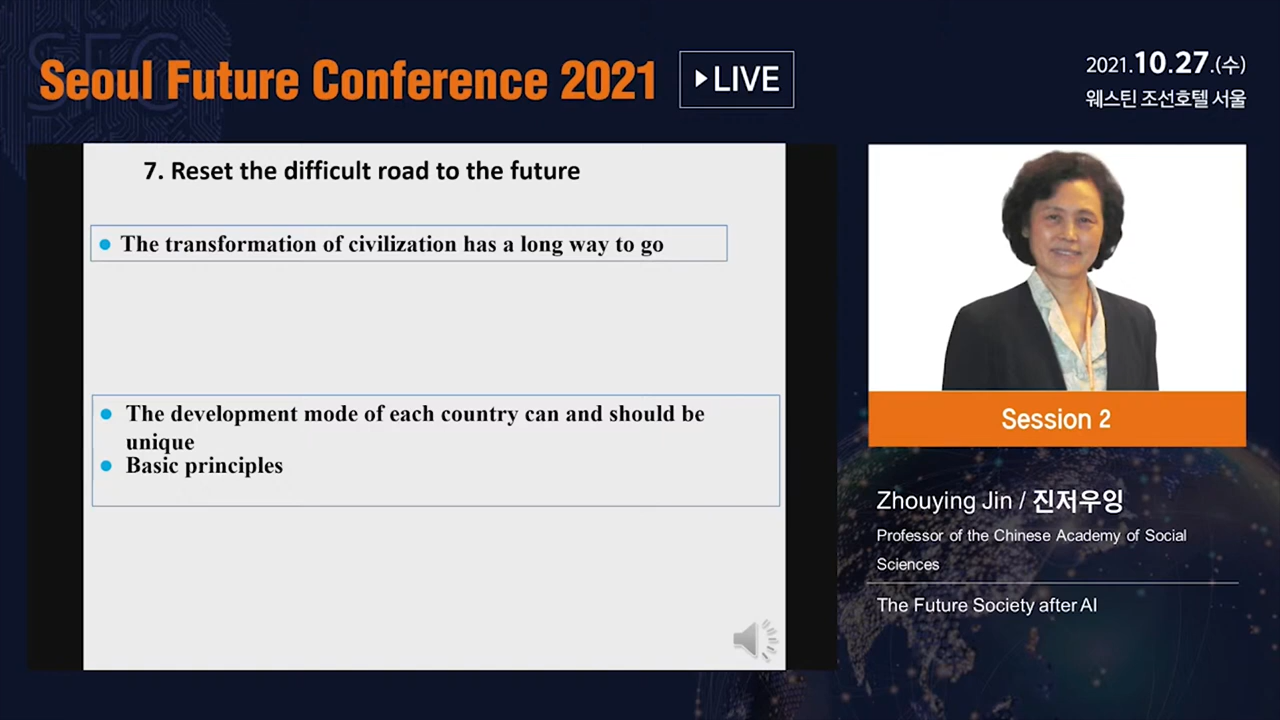 SFC
Seoul Future Conference 2021
LIVE
2021.10.27.(수)
웨스틴 조선호텔 서울
7. Reset the difficult road to the future
The transformation of civilization has a long way to go
The development mode of each country can and should be
unique
Basic principles
Session 2
Zhouying Jin / 진저우잉
Professor of the Chinese Academy of Social
Sciences
The Future Society after AI